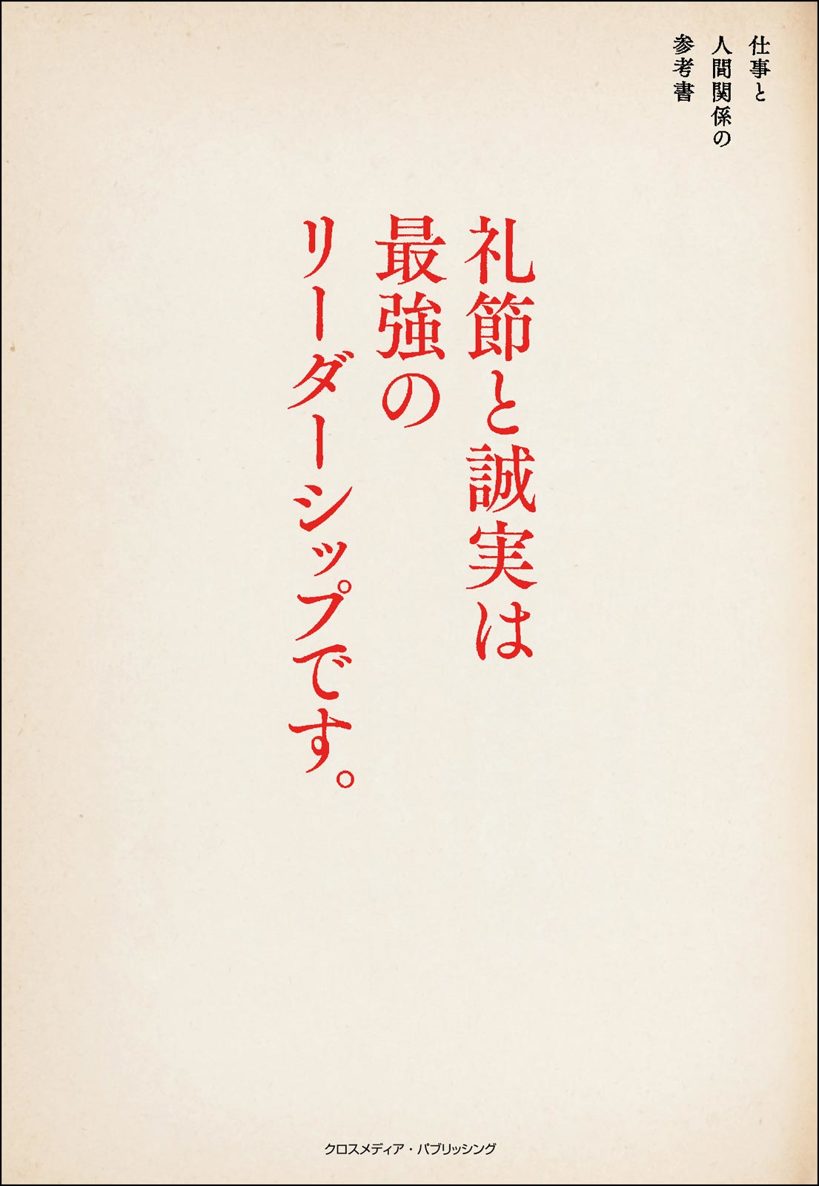 仕事と
人間関係の
参考書
礼節と誠実は
最強の
リーダーシップです。
クロスメディア・パブリッシング